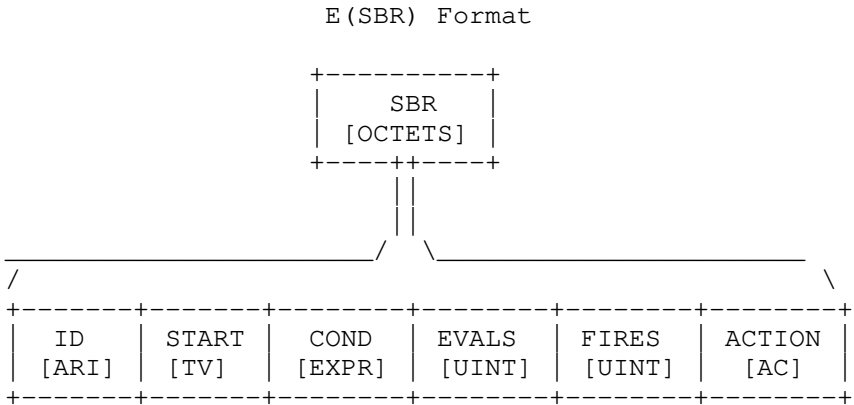 E(SBR) Format
SBR
[OCTETS]
ID START COND EVALS FIRES ACTION
[ARI] [TV] [EXPR] [UINT] [UINT] [AC]